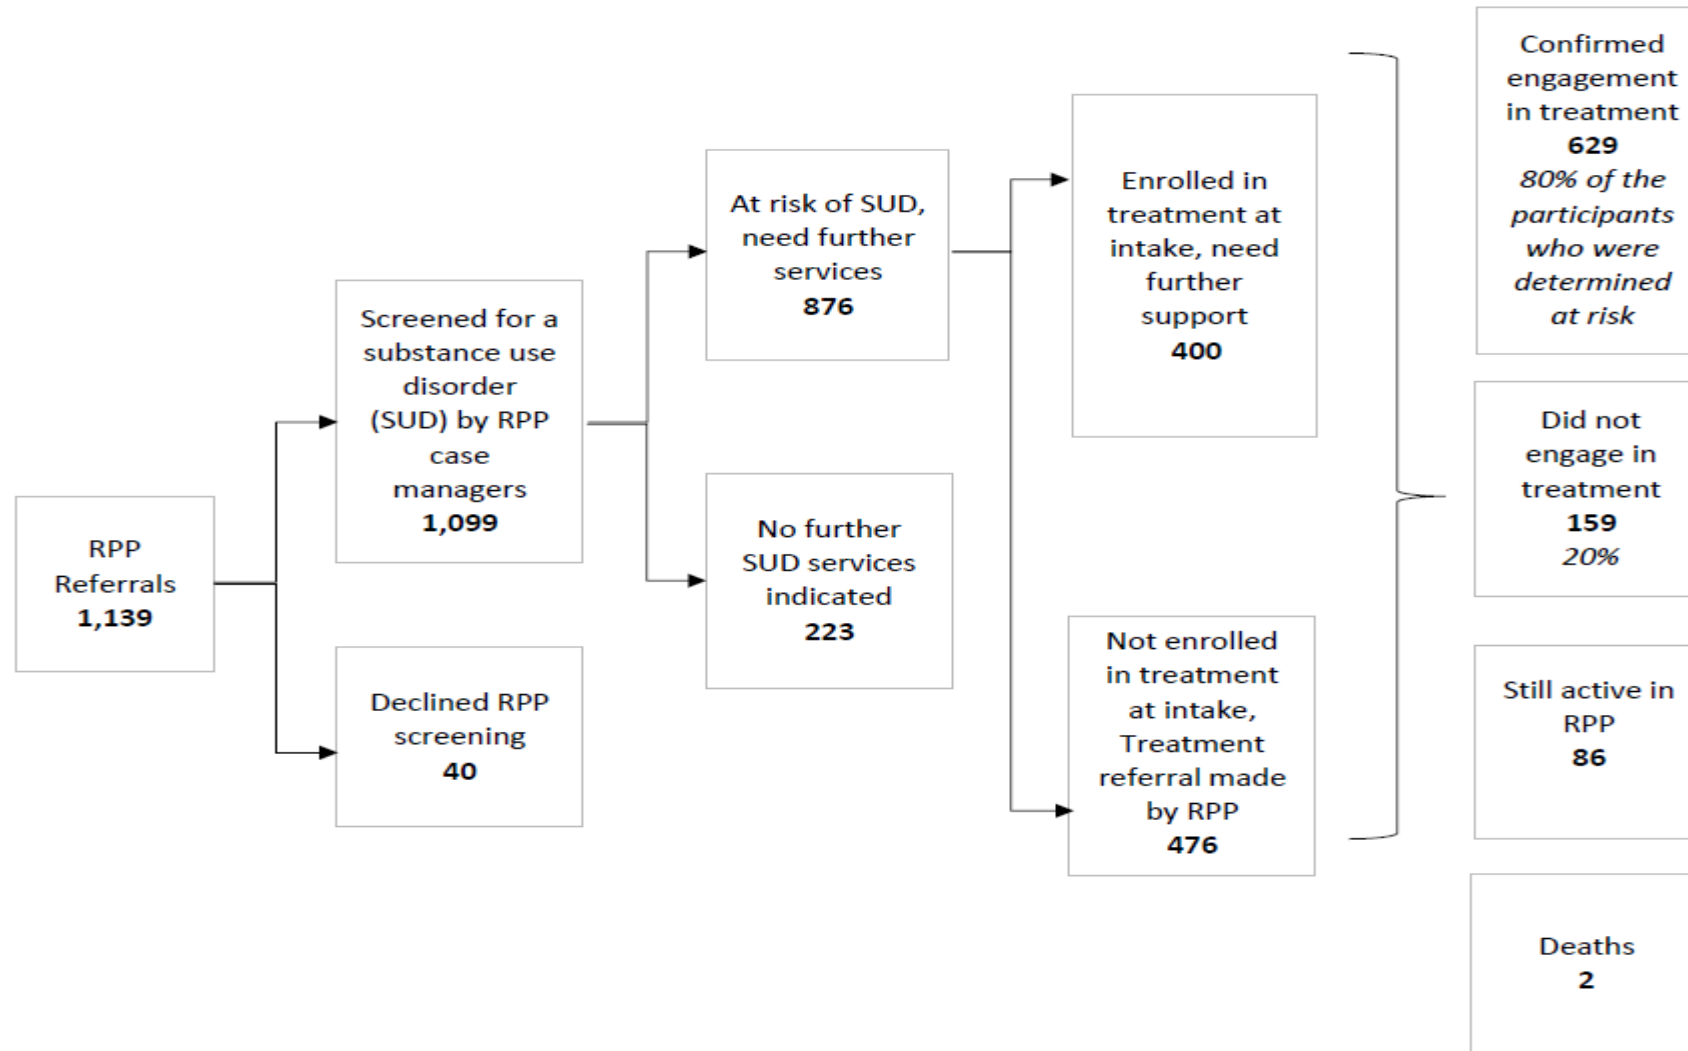 RPP
Referrals
1,139
Screened for a
substance use
disorder
(SUD) by RPP
case
managers
1,099
Declined RPP
screening
40
At risk of SUD,
need further
services
876
No further
SUD services
indicated
223
Enrolled in
treatment at
intake, need
further
support
400
Not enrolled
in treatment
at intake,
Treatment
referral made
by RPP
476
Confirmed
engagement
in treatment
629
80% of the
participants
who were
determined
at risk
Did not
engage in
treatment
159
20%
Still active in
RPP
86
Deaths
2